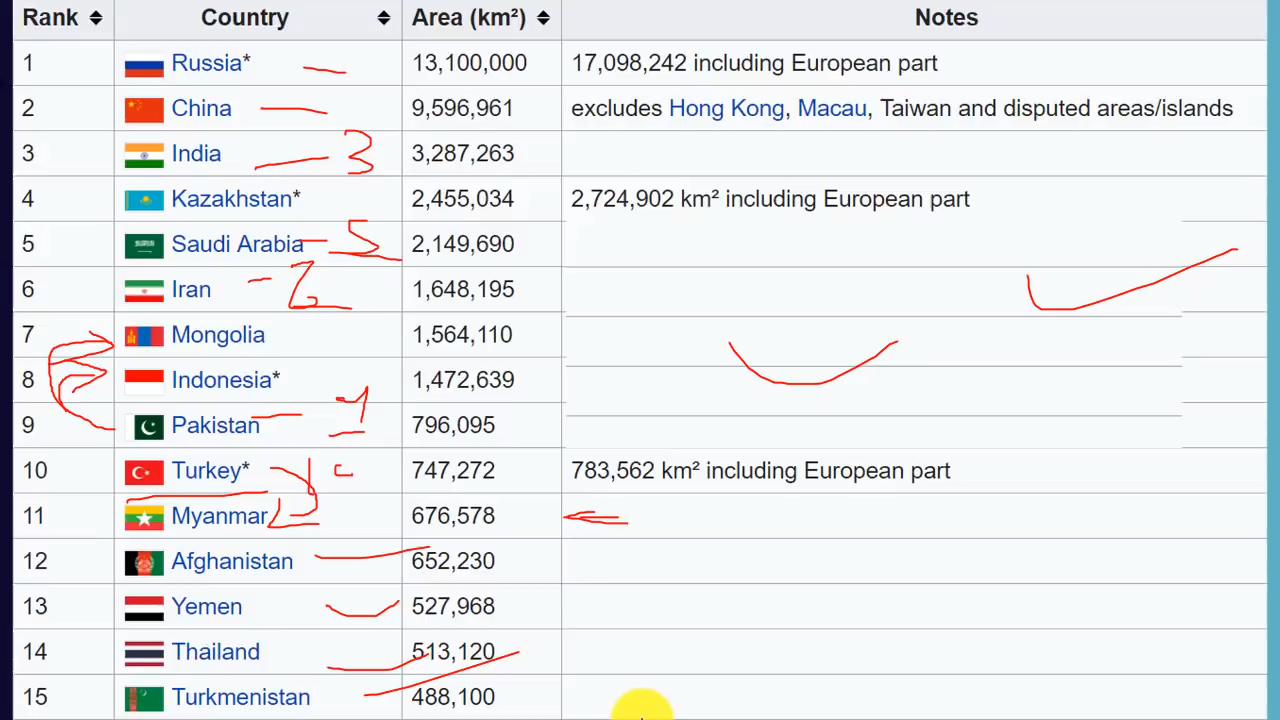 Rank Country Area (km²) Notes
1 Russia* 13,100,000 17,098,242 including European part
2 China 9,596,961 excludes Hong Kong, Macau, Taiwan and disputed areas/islands
3 India 3 3,287,263
4 Kazakhstan* 2,455,034 2,724,902 km² including European part
5 Saudi Arabia 5 2,149,690
6 Iran 1,648,195
7 Mongolia 1,564,110
8 Indonesia* 1,472,639
9 Pakistan 796,095
10 Turkey* 747,272 783,562 km² including European part
11 Myanmar 676,578
12 Afghanistan 652,230
13 Yemen 527,968
14 Thailand 513,120
15 Turkmenistan 488,100